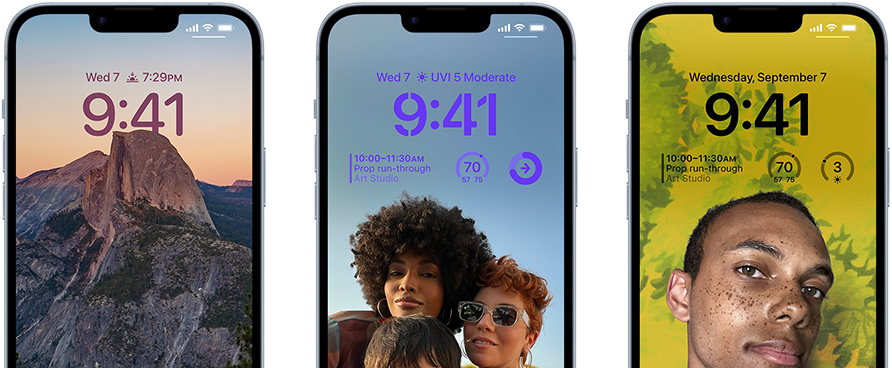 Wed 7 7:29PM
9:41
Wed 7 UVI 5 Moderate
9:41
10:00–11:30AM
Prop run-through
Art Studio
70
57 75
Wednesday, September 7
9:41
10:00–11:30AM
Prop run-through
Art Studio
70
57 75
3